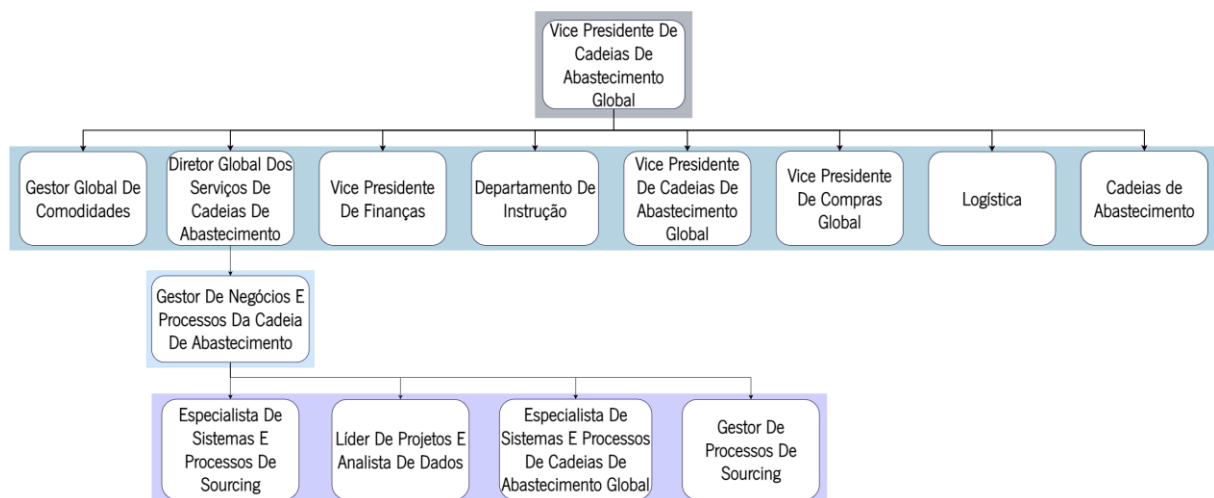 Vice Presidente De
Cadeias De
Abastecimento
Global
Gestor Global De
Comodidades
Diretor Global Dos
Serviços De
Cadeias De
Abastecimento
Vice Presidente
De Finanças
Departamento De
Instrução
Vice Presidente
De Cadeias De
Abastecimento
Global
Vice Presidente
De Compras
Global
Logística
Cadeias de
Abastecimento
Gestor De Negócios E
Processos Da Cadeia
De Abastecimento
Especialista De
Sistemas E
Processos De
Sourcing
Líder De Projetos E
Analista De Dados
Especialista De
Sistemas E Processos
De Cadeias De
Abastecimento Global
Gestor De
Processos De
Sourcing